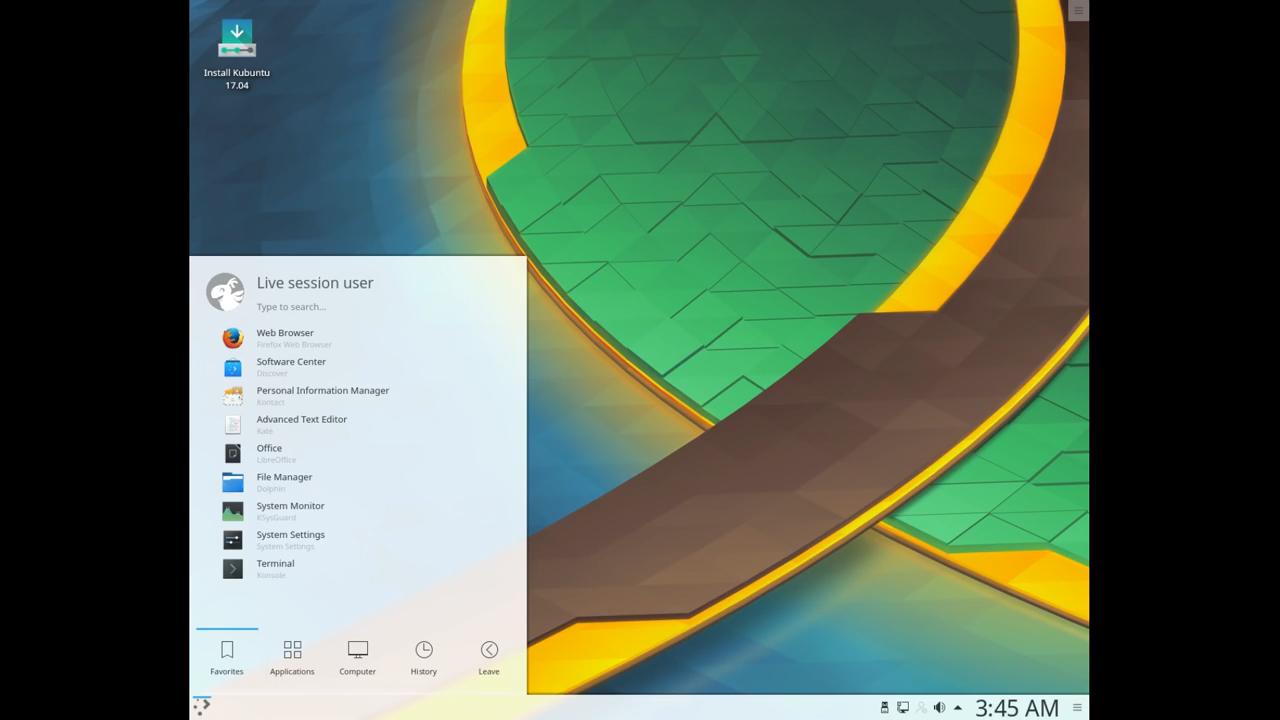 Install Kubuntu
17.04
Live session user
Type to search...
Web Browser
Firefox Web Browser
Software Center
Discover
Personal Information Manager
Kontact
Advanced Text Editor
Kate
Office
LibreOffice
File Manager
Dolphin
System Monitor
KSysGuard
System Settings
System Settings
Terminal
Konsole
Favorites
Applications
Computer
History
Leave
3:45 AM